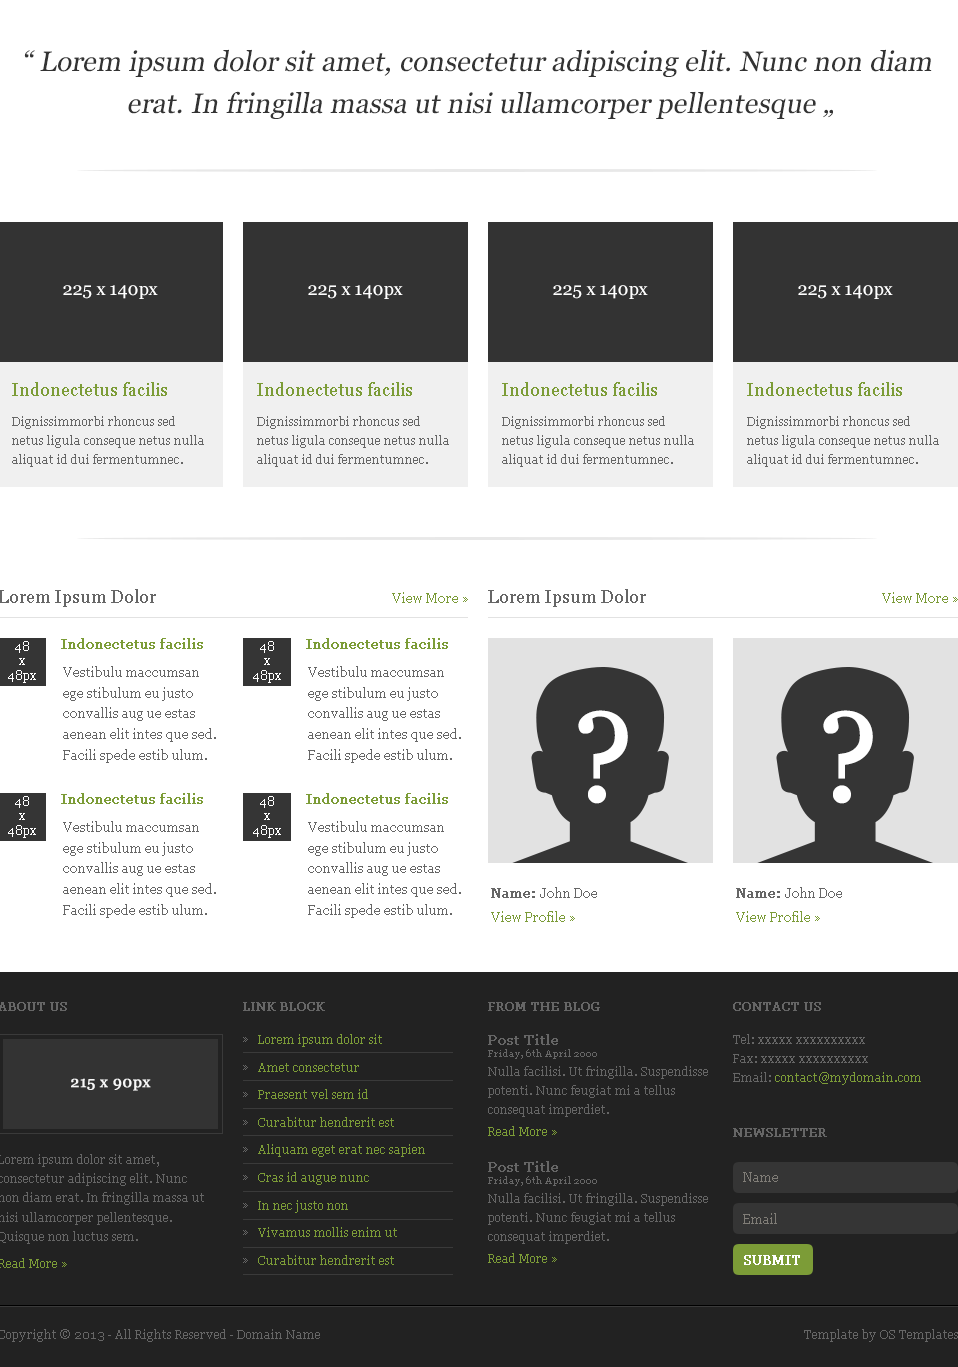 “ Lorem ipsum dolor sit amet, consectetur adipiscing elit. Nunc non diam
erat. In fringilla massa ut nisi ullamcorper pellentesque „
225 x 140px
Indonectetus facilis
Dignissimmorbi rhoncus sed
netus ligula conseque netus nulla
aliquat id dui fermentumnec.
225 x 140px
Indonectetus facilis
Dignissimmorbi rhoncus sed
netus ligula conseque netus nulla
aliquat id dui fermentumnec.
225 x 140px
Indonectetus facilis
Dignissimmorbi rhoncus sed
netus ligula conseque netus nulla
aliquat id dui fermentumnec.
225 x 140px
Indonectetus facilis
Dignissimmorbi rhoncus sed
netus ligula conseque netus nulla
aliquat id dui fermentumnec.
Lorem Ipsum Dolor
View More »
48
x
48px
Indonectetus facilis
Vestibulu maccumsan
ege stibulum eu justo
convallis aug ue estas
aenean elit intes que sed.
Facili spede estib ulum.
48
x
48px
Indonectetus facilis
Vestibulu maccumsan
ege stibulum eu justo
convallis aug ue estas
aenean elit intes que sed.
Facili spede estib ulum.
48
x
48px
Indonectetus facilis
Vestibulu maccumsan
ege stibulum eu justo
convallis aug ue estas
aenean elit intes que sed.
Facili spede estib ulum.
48
x
48px
Indonectetus facilis
Vestibulu maccumsan
ege stibulum eu justo
convallis aug ue estas
aenean elit intes que sed.
Facili spede estib ulum.
Lorem Ipsum Dolor
View More »
?
Name: John Doe
View Profile »
?
Name: John Doe
View Profile »
ABOUT US
215 x 90px
Lorem ipsum dolor sit amet,
consectetur adipiscing elit. Nunc
non diam erat. In fringilla massa ut
nisi ullamcorper pellentesque.
Quisque non luctus sem.
Read More »
LINK BLOCK
» Lorem ipsum dolor sit
» Amet consectetur
» Praesent vel sem id
» Curabitur hendrerit est
» Aliquam eget erat nec sapien
» Cras id augue nunc
» In nec justo non
» Vivamus mollis enim ut
» Curabitur hendrerit est
FROM THE BLOG
Post Title
Friday, 6th April 2000
Nulla facilisi. Ut fringilla. Suspendisse
potenti. Nunc feugiat mi a tellus
consequat imperdiet.
Read More »
Post Title
Friday, 6th April 2000
Nulla facilisi. Ut fringilla. Suspendisse
potenti. Nunc feugiat mi a tellus
consequat imperdiet.
Read More »
CONTACT US
Tel: xxxxx xxxxxxxxxx
Fax: xxxxx xxxxxxxxxx
Email: contact@mydomain.com
NEWSLETTER
Name
Email
SUBMIT
Copyright © 2013 - All Rights Reserved - Domain Name
Template by OS Templates